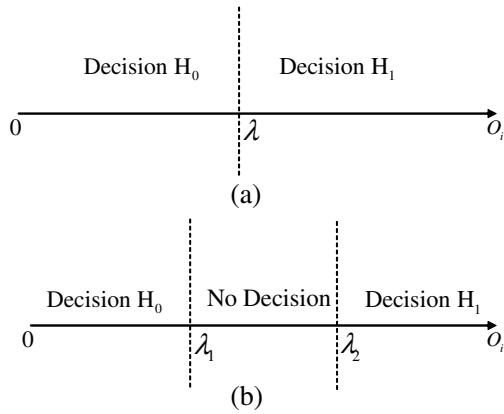 Decision H₀ Decision H₁
0 λ Oᵢ
(a)
Decision H₀ No Decision Decision H₁
0 λ₁ λ₂ Oᵢ
(b)